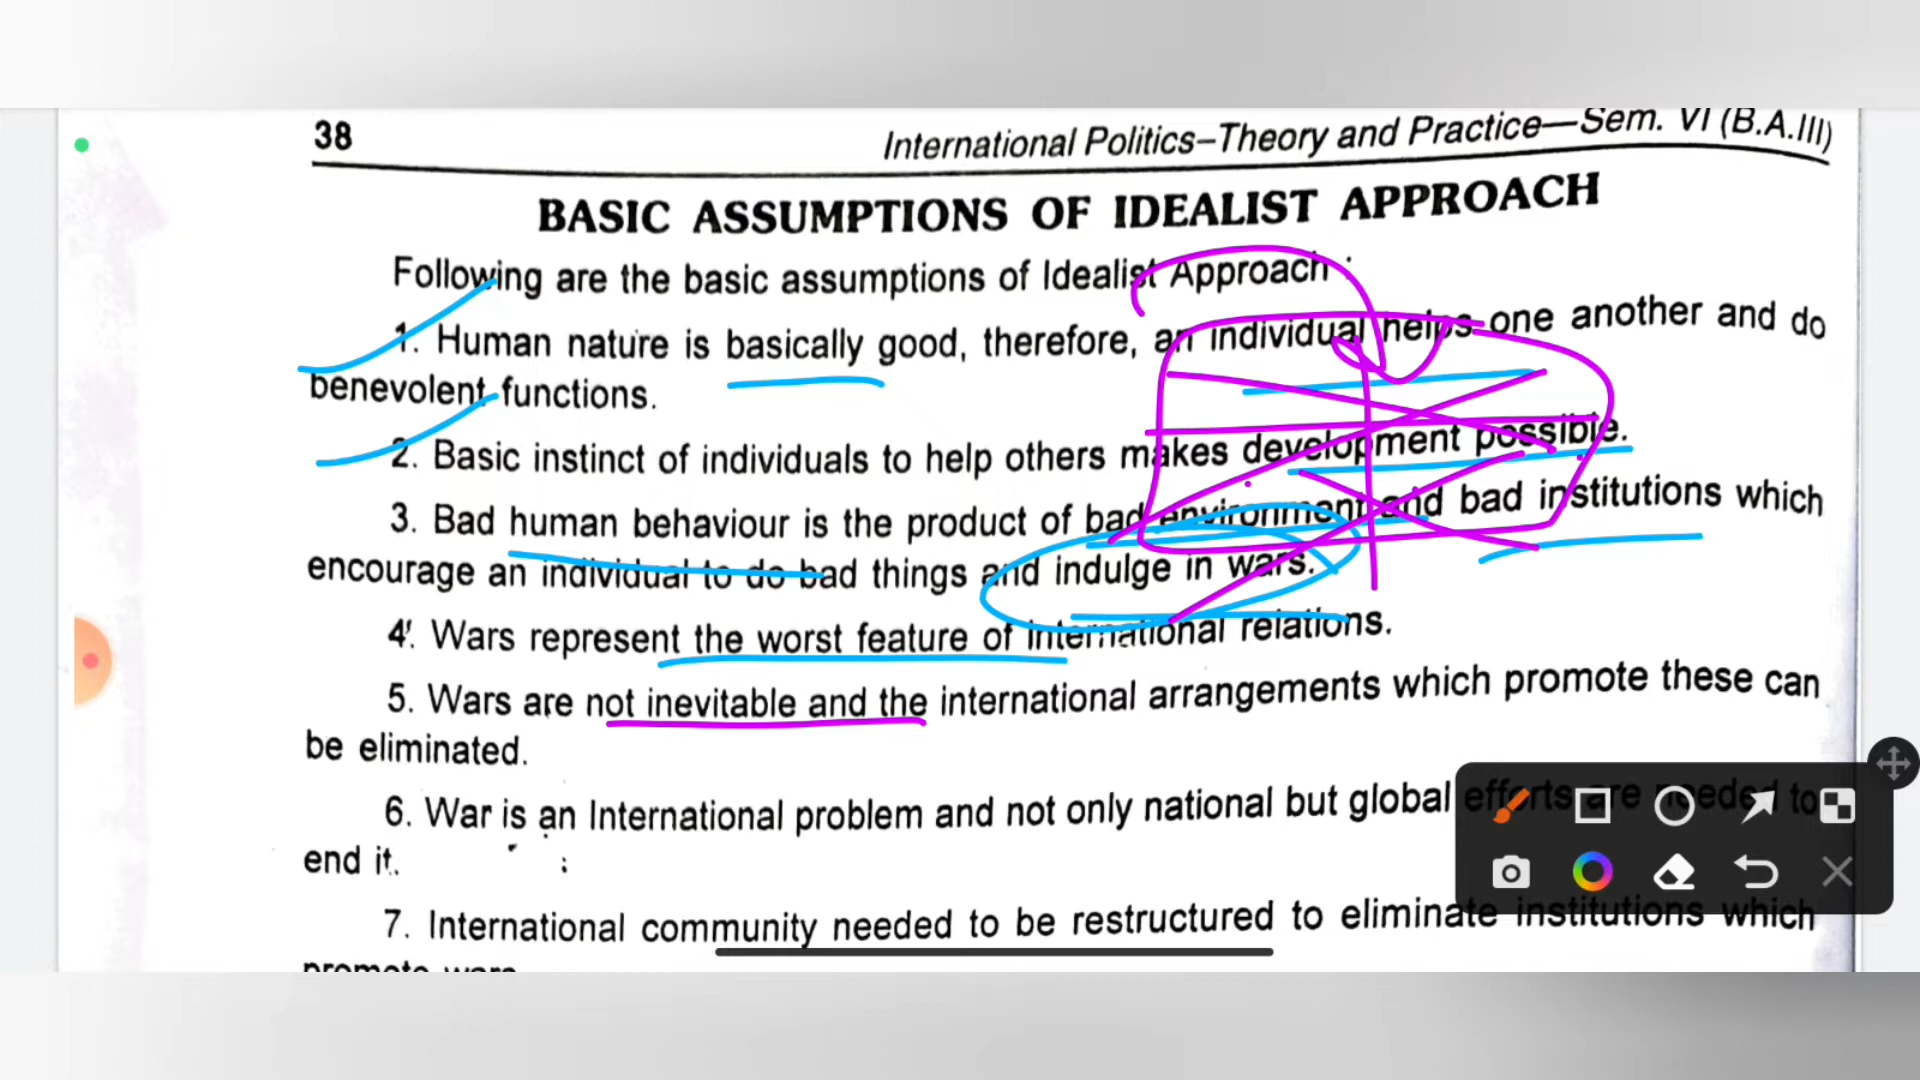 38
International Politics–Theory and Practice—Sem. VI (B.A.III)
BASIC ASSUMPTIONS OF IDEALIST APPROACH
Following are the basic assumptions of Idealist Approach :
1. Human nature is basically good, therefore, an individual helps one another and do
benevolent functions.
2. Basic instinct of individuals to help others makes development possible.
3. Bad human behaviour is the product of bad environment and bad institutions which
encourage an individual to do bad things and indulge in wars.
4. Wars represent the worst feature of international relations.
5. Wars are not inevitable and the international arrangements which promote these can
be eliminated.
6. War is an International problem and not only national but global efforts are needed to
end it.
7. International community needed to be restructured to eliminate institutions which
promote wars